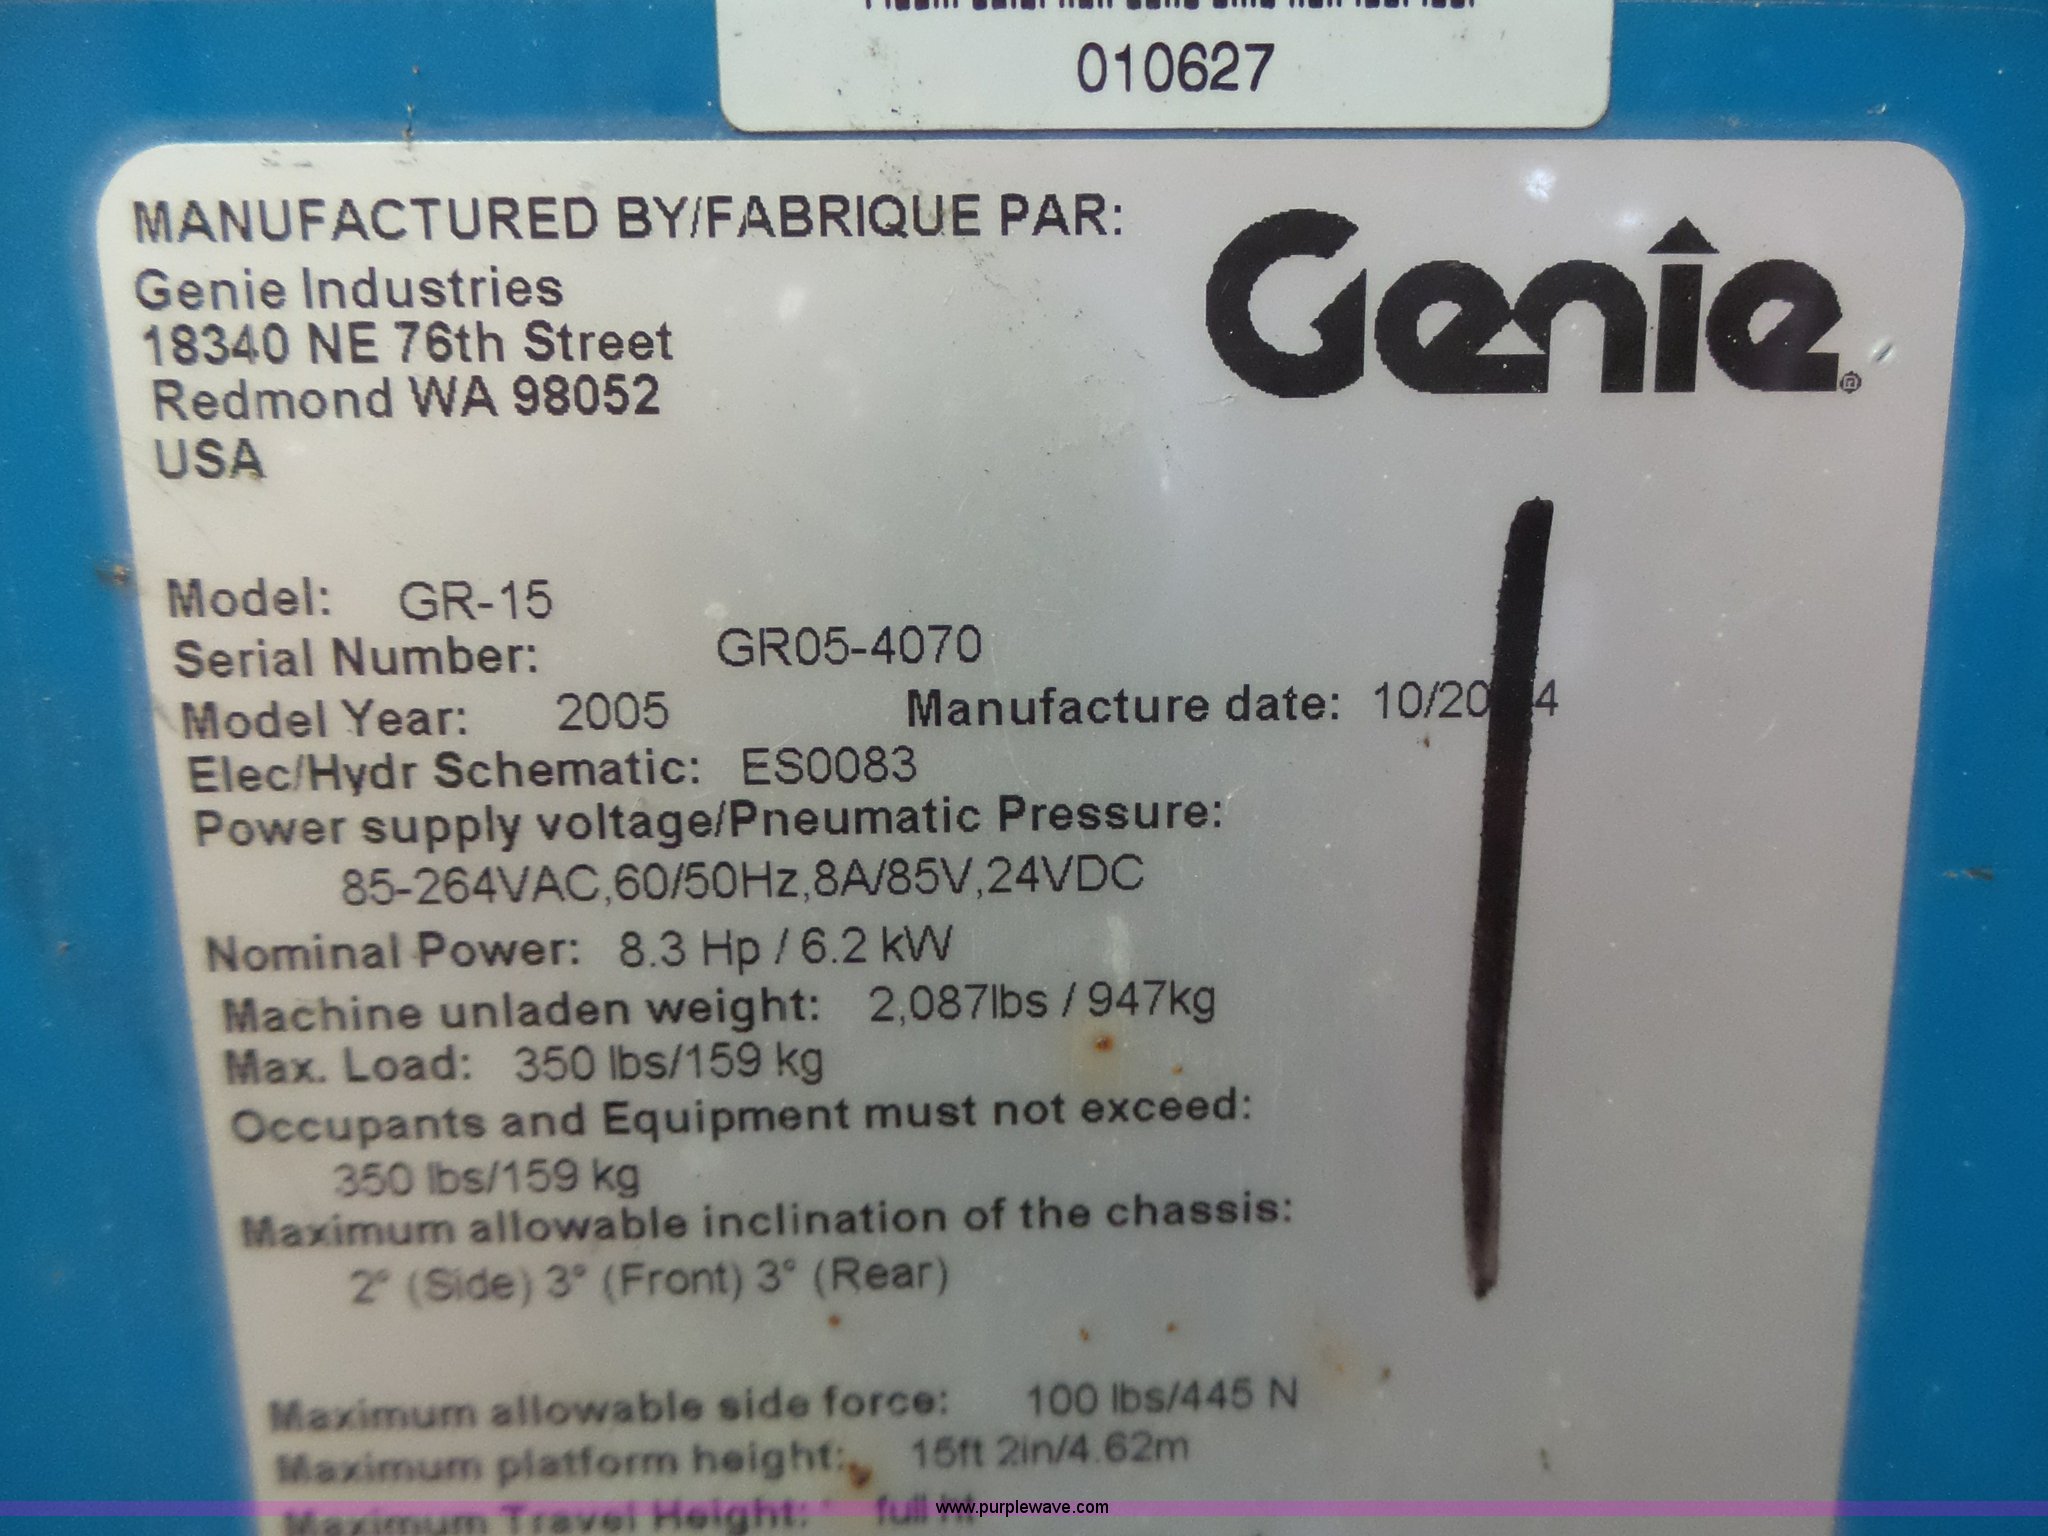 010627
MANUFACTURED BY/FABRIQUE PAR:
Genie
Genie Industries
18340 NE 76th Street
Redmond WA 98052
USA
Model: GR-15
Serial Number: GR05-4070
Model Year: 2005 Manufacture date:
Elec/Hydr Schematic: ES0083
Power supply voltage/Pneumatic Pressure:
85-264VAC,60/50Hz,8A/85V,24VDC
Nominal Power: 8.3 Hp / 6.2 kW
Machine unladen weight: 2,087lbs / 947kg
Max. Load: 350 lbs/159 kg
Occupants and Equipment must not exceed:
350 lbs/159 kg
Maximum allowable inclination of the chassis:
2° (Side) 3° (Front) 3° (Rear)
Maximum allowable side force: 100 lbs/445 N
Maximum platform height: 15ft 2in/4.62m
Maximum Travel Height: full
www.purplewave.com